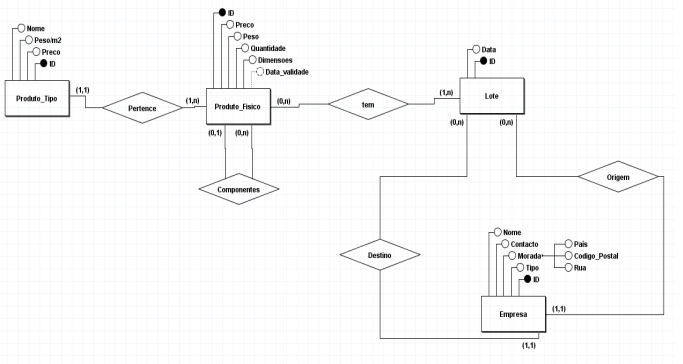 Nome
Peso/m2
Preco
ID
Produto_Tipo
(1,1)
Pertence
(1,n)
ID
Preco
Peso
Quantidade
Dimensoes
Data_validade
Produto_Fisico
(0,n)
(0,1)
(0,n)
Componentes
tem
(1,n)
Data
ID
Lote
(0,n)
(0,n)
Origem
Destino
Nome
Contacto
Morada
País
Codigo_Postal
Rua
Tipo
ID
Empresa
(1,1)
(1,1)